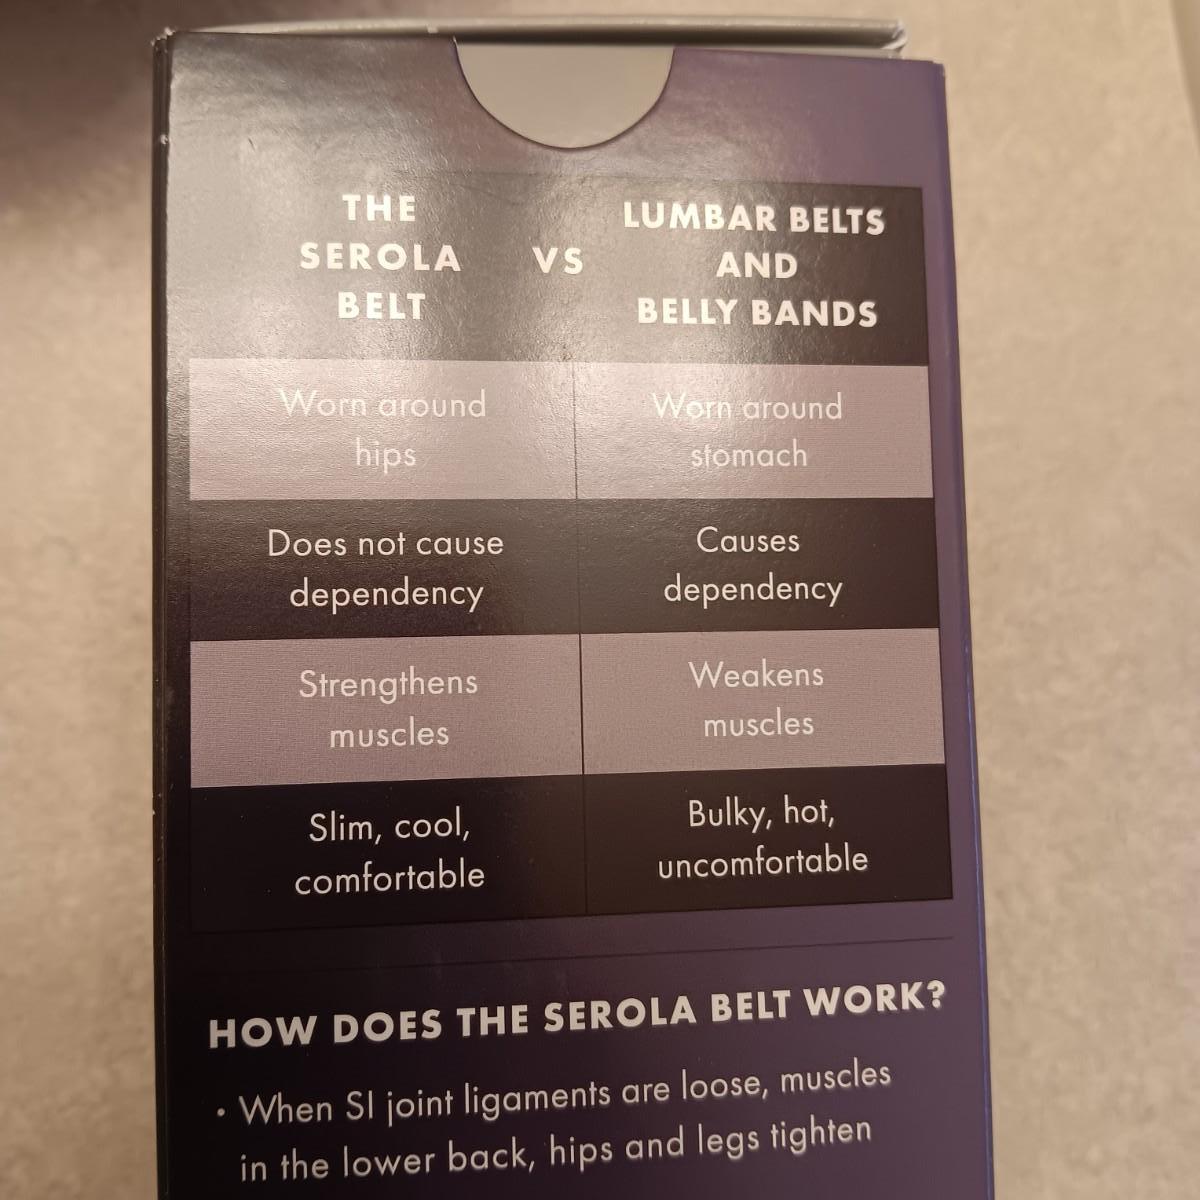 THE
SEROLA
BELT
VS
LUMBAR BELTS
AND
BELLY BANDS
Worn around
hips
Worn around
stomach
Does not cause
dependency
Causes
dependency
Strengthens
muscles
Weakens
muscles
Slim, cool,
comfortable
Bulky, hot,
uncomfortable
HOW DOES THE SEROLA BELT WORK?
• When SI joint ligaments are loose, muscles
in the lower back, hips and legs tighten